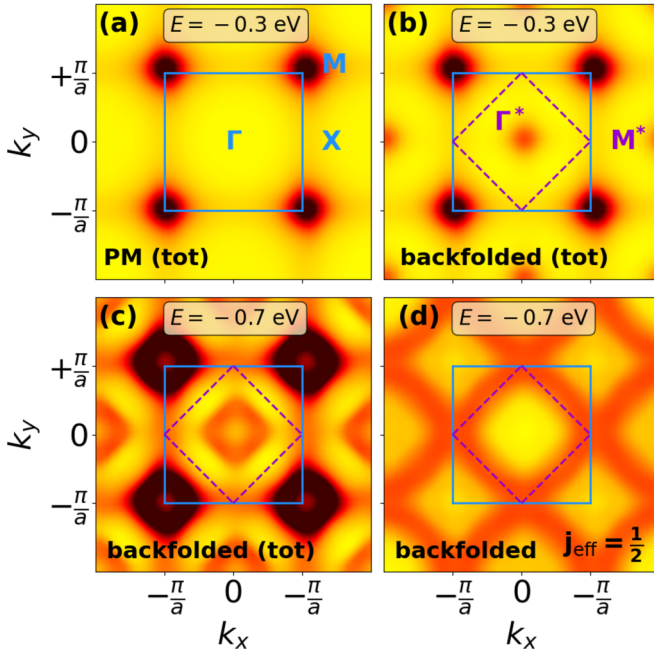 (a) E = −0.3 eV
M
+π/a
Γ
k_y 0 X
−π/a
PM (tot)
(b) E = −0.3 eV
Γ*
M*
backfolded (tot)
(c) E = −0.7 eV
+π/a
k_y 0
−π/a
backfolded (tot)
−π/a 0 −π/a
k_x
(d) E = −0.7 eV
backfolded j_eff = 1/2
−π/a 0 −π/a
k_x